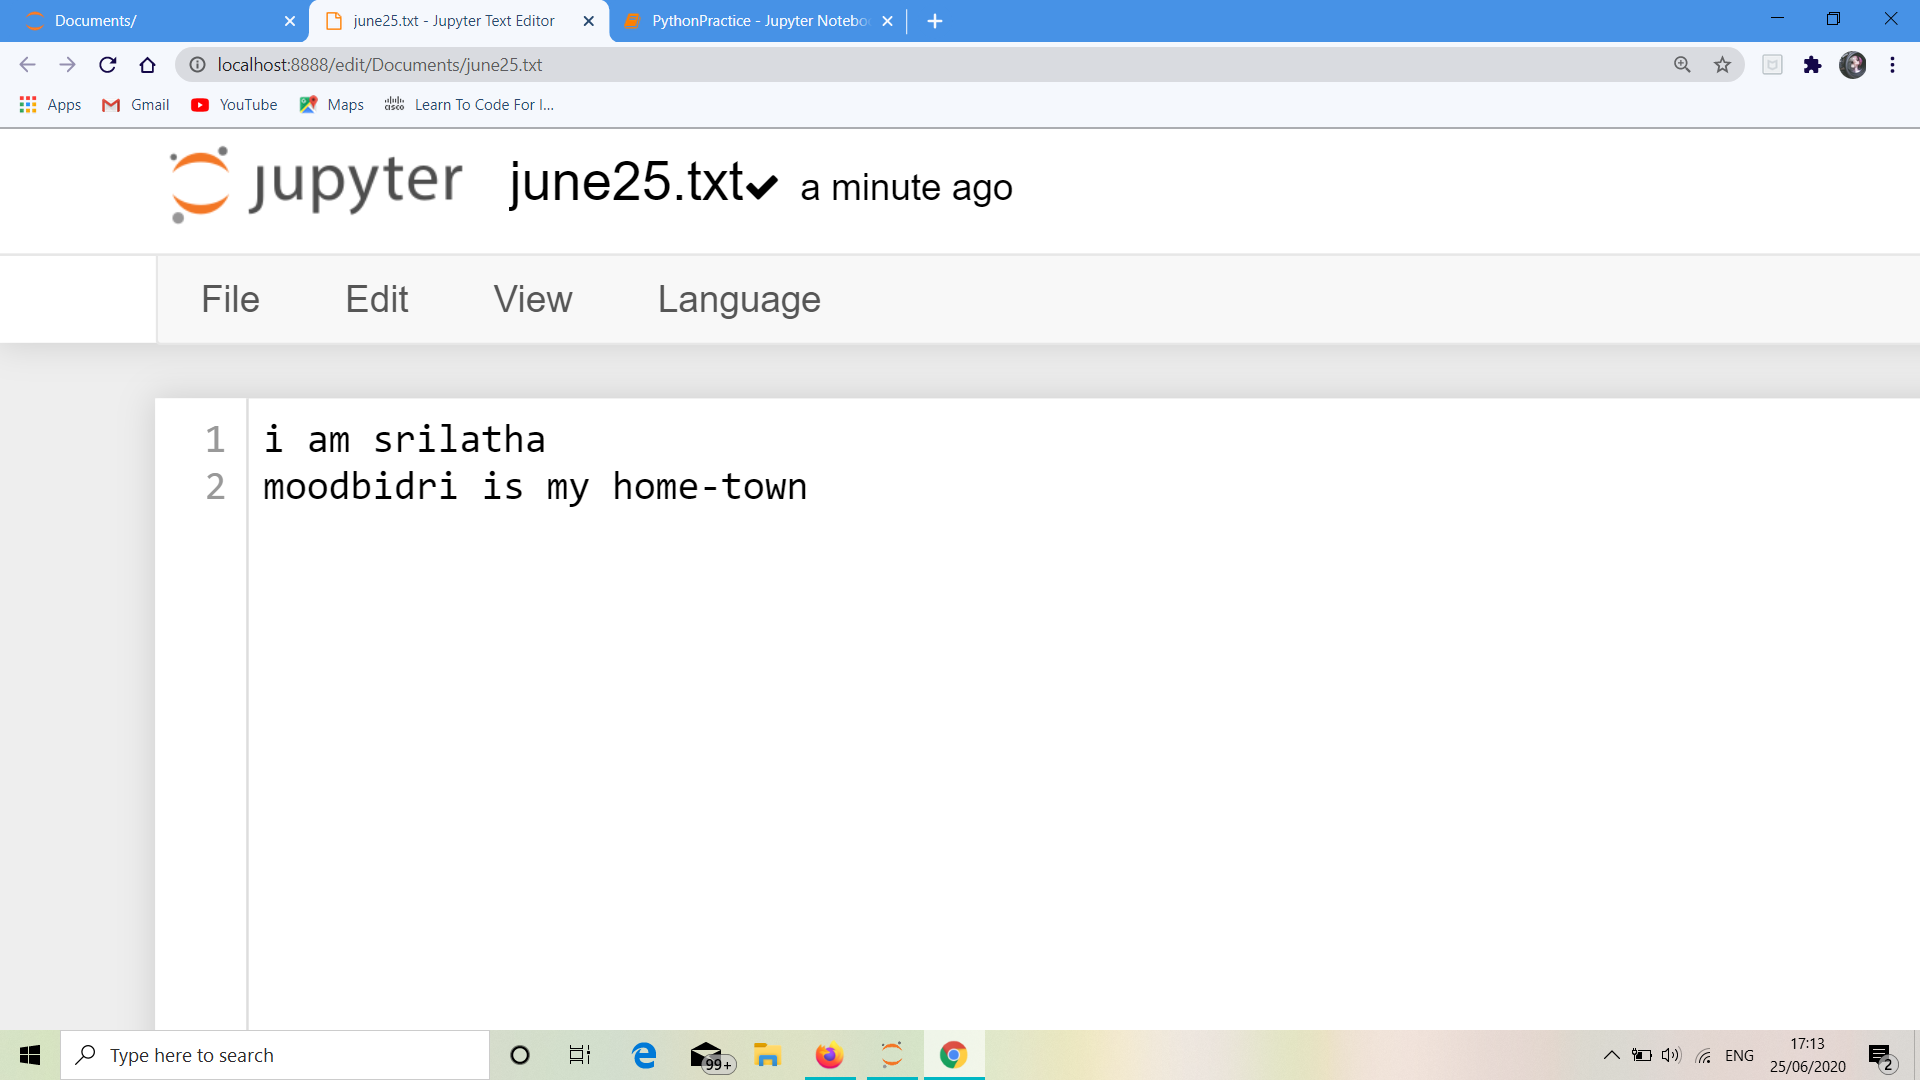 Documents/
june25.txt - Jupyter Text Editor
PythonPractice - Jupyter Notebo
localhost:8888/edit/Documents/june25.txt
Apps Gmail YouTube Maps Learn To Code For I...
jupyter june25.txt a minute ago
File Edit View Language
1 i am srilatha
2 moodbidri is my home-town
Type here to search
99+
ENG
17:13
25/06/2020
2